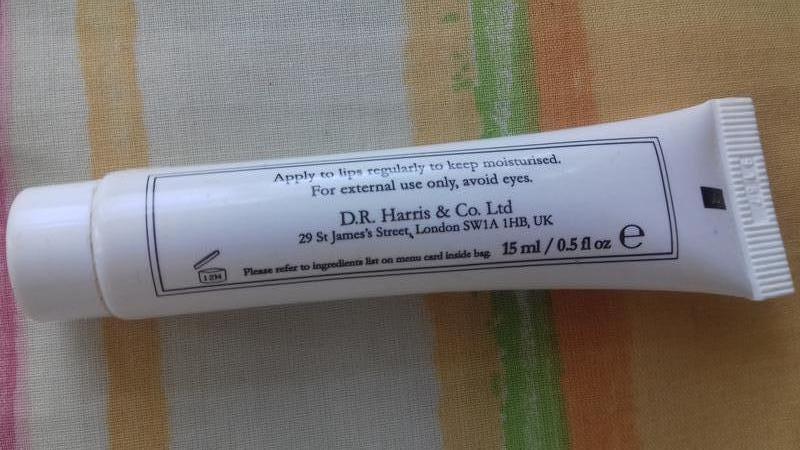 Apply to lips regularly to keep moisturised.
For external use only, avoid eyes.
D.R. Harris & Co. Ltd
29 St James's Street, London SW1A 1HB, UK
12M
Please refer to ingredients list on menu card inside bag.
15 ml / 0.5 fl oz ℮